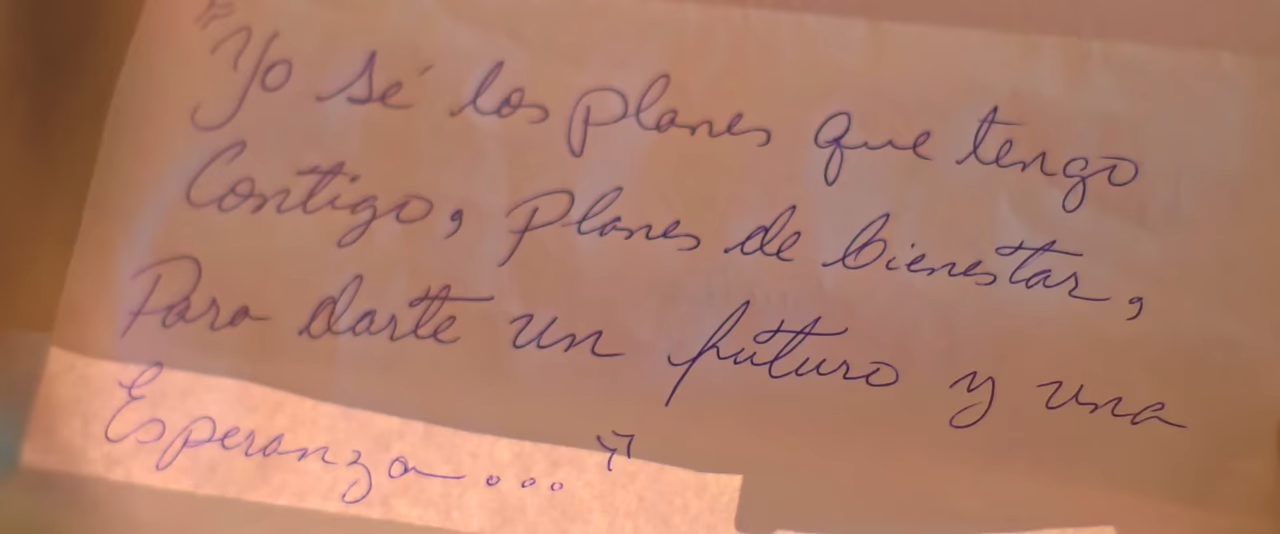 "Yo sé los planes que tengo
Contigo, planes de bienestar,
Para darte un futuro y una
Esperanza..."